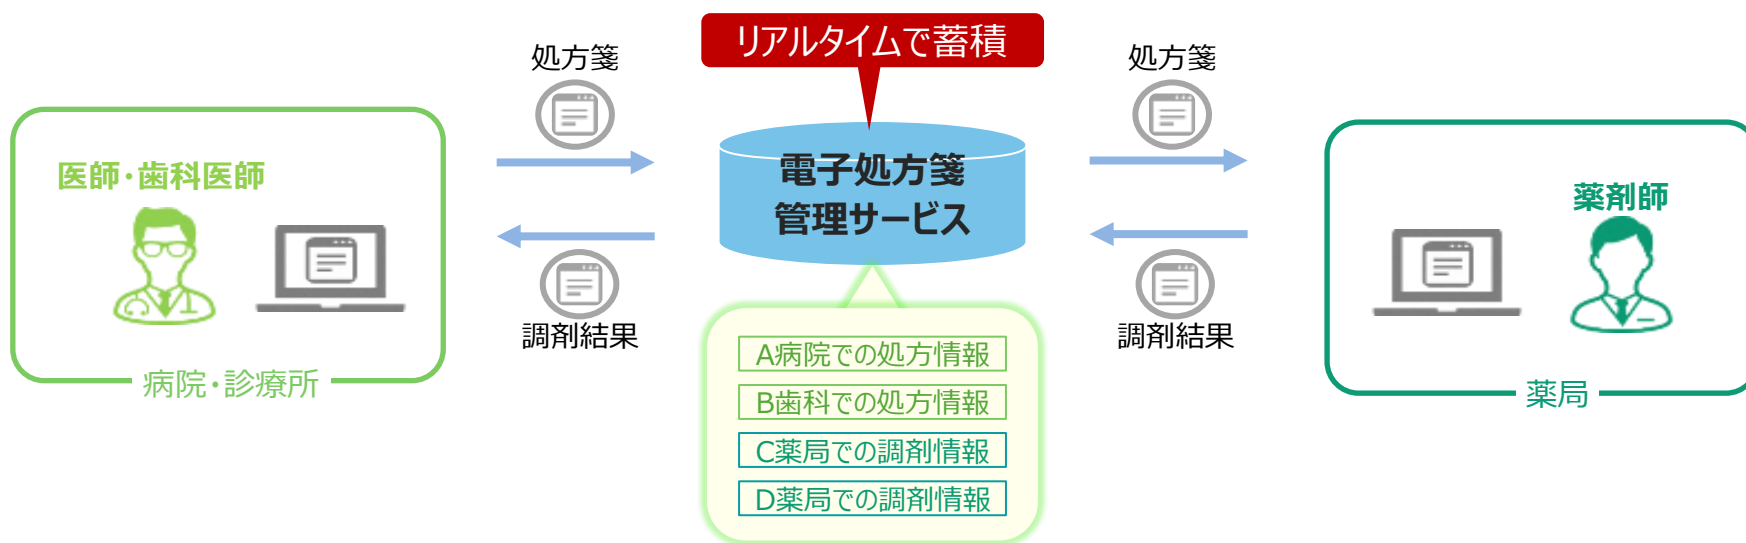 リアルタイムで蓄積
処方箋
処方箋
医師・歯科医師
電子処方箋
管理サービス
薬剤師
調剤結果
調剤結果
病院・診療所
薬局
A病院での処方情報
B歯科での処方情報
C薬局での調剤情報
D薬局での調剤情報